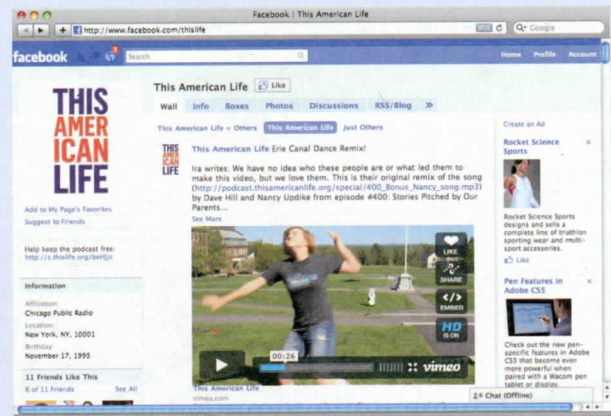 Facebook | This American Life
http://www.facebook.com/thislife
Google
facebook
Search
Home Profile Account
THIS
AMER
ICAN
LIFE
Add to My Page's Favorites
Suggest to Friends
Help keep the podcast free:
Information
Affiliation:
Chicago Public Radio
Location:
New York, NY, 10001
Birthday:
November 17, 1995
11 Friends Like This
6 of 11 Friends See All
This American Life Like
Wall Info Boxes Photos Discussions RSS/Blog »
This American Life + Others This American Life Just Others
THIS
AMER
ICAN
LIFE
This American Life Erie Canal Dance Remix!
Ira writes: We have no idea who these people are or what led them to
make this video, but we love them. This is their original remix of the song
(http://podcast.thisamericanlife.org/special/400_Bonus_Nancy_song.mp3)
by Dave Hill and Nancy Updike from episode #400: Stories Pitched by Our
Parents...
See More
LIKE
SHARE
</>
EMBED
HD
IS ON
00:26
vimeo
This American Life
vimeo.com
Create an Ad
Rocket Science
Sports
Rocket Science Sports
designs and sells a
complete line of triathlon
sporting wear and multi-
sport accessories.
Like
Pen Features in
Adobe CS5
Check out the new pen-
specific features in Adobe
CS5 that become even
more powerful when
paired with a Wacom pen
tablet or display.
Chat (Offline)